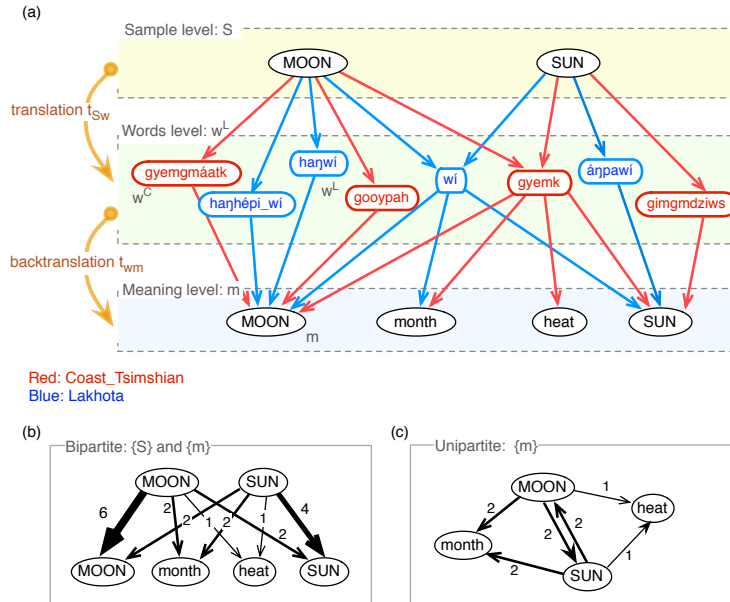 (a)
Sample level: S
MOON SUN
translation t_Sw
Words level: w^L
gyemgmáatk haŋwí wí gyemk áŋpawí
w^C haŋhépi_wí w^L gooypah gimgmdziws
backtranslation t_wm
Meaning level: m
MOON month heat SUN
m
Red: Coast_Tsimshian
Blue: Lakhota
(b)
Bipartite: {S} and {m}
MOON SUN
6 2 2 1 2 1 2 4
MOON month heat SUN
(c)
Unipartite: {m}
MOON 1 heat
2 2 2
month 1
2 SUN